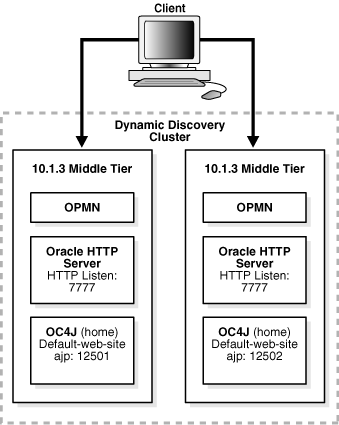 Client
Dynamic Discovery
Cluster
10.1.3 Middle Tier
OPMN
Oracle HTTP
Server
HTTP Listen:
7777
OC4J (home)
Default-web-site
ajp: 12501
10.1.3 Middle Tier
OPMN
Oracle HTTP
Server
HTTP Listen:
7777
OC4J (home)
Default-web-site
ajp: 12502